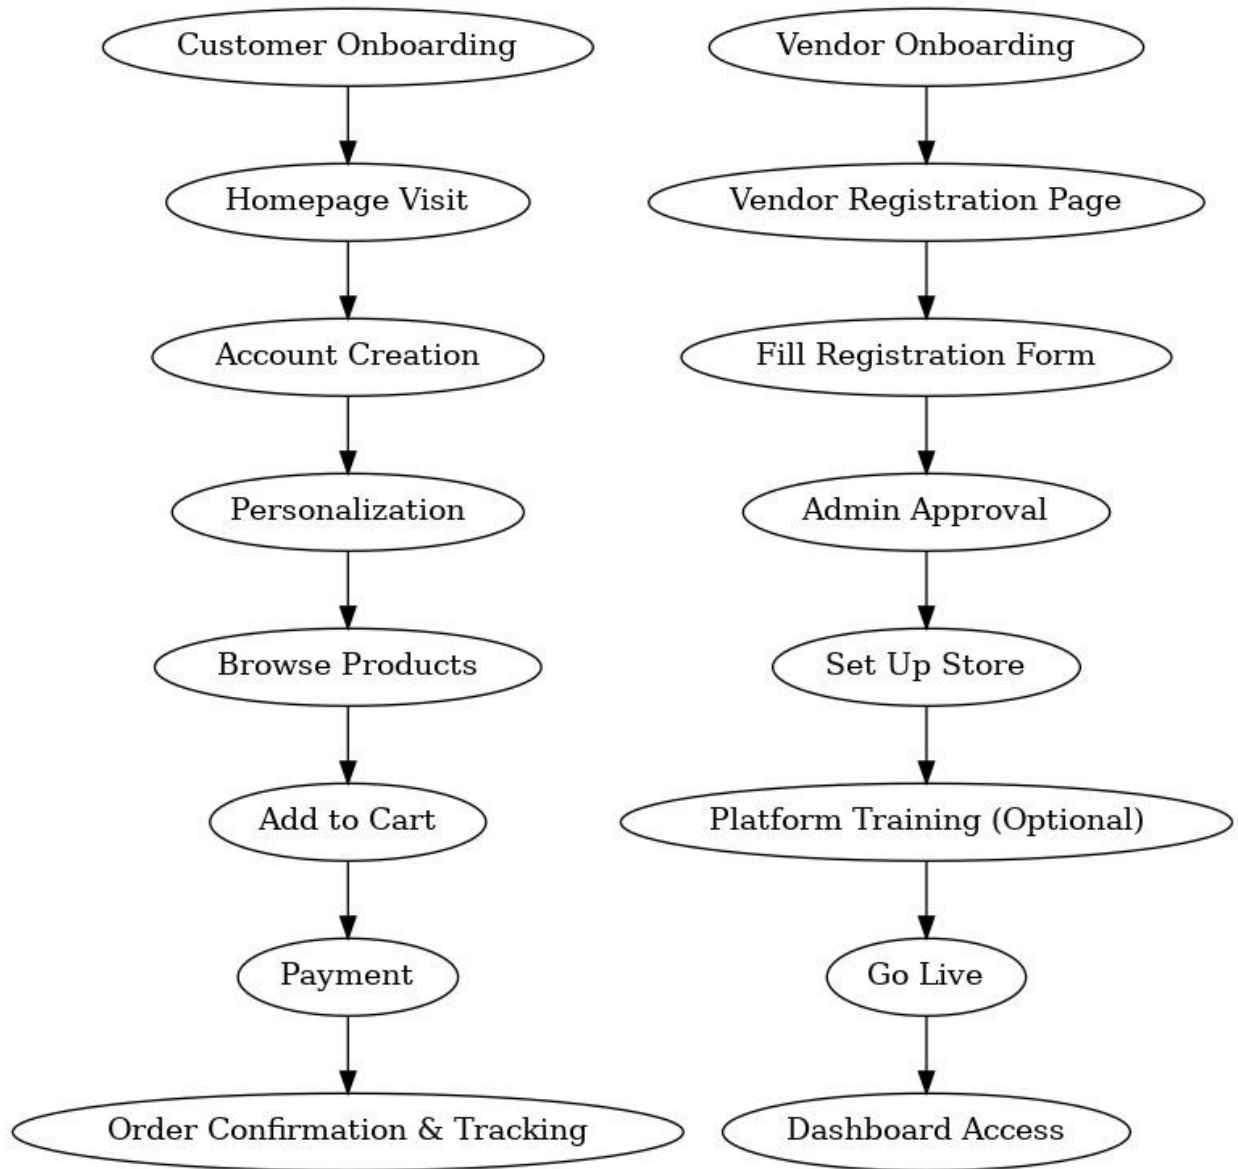 Customer Onboarding
Homepage Visit
Account Creation
Personalization
Browse Products
Add to Cart
Payment
Order Confirmation & Tracking
Vendor Onboarding
Vendor Registration Page
Fill Registration Form
Admin Approval
Set Up Store
Platform Training (Optional)
Go Live
Dashboard Access